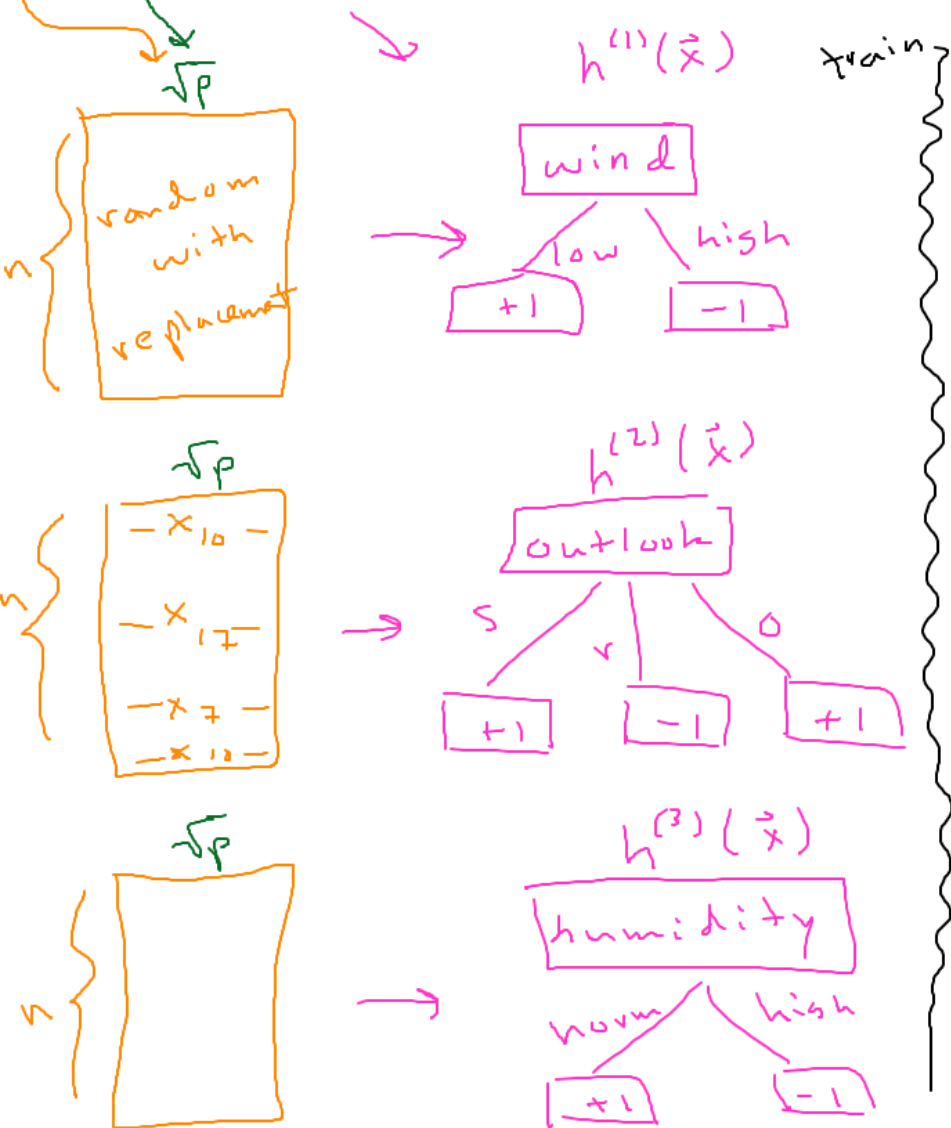 h⁽¹⁾(x⃗)
train
√p
n
random
with
replacement
wind
low
high
+1
-1
h⁽²⁾(x⃗)
√p
n
- x₁₀ -
- x₁₇ -
- x₇ -
- x₁₀ -
outlook
s
r
o
+1
-1
+1
h⁽³⁾(x⃗)
√p
n
humidity
norm
high
+1
-1